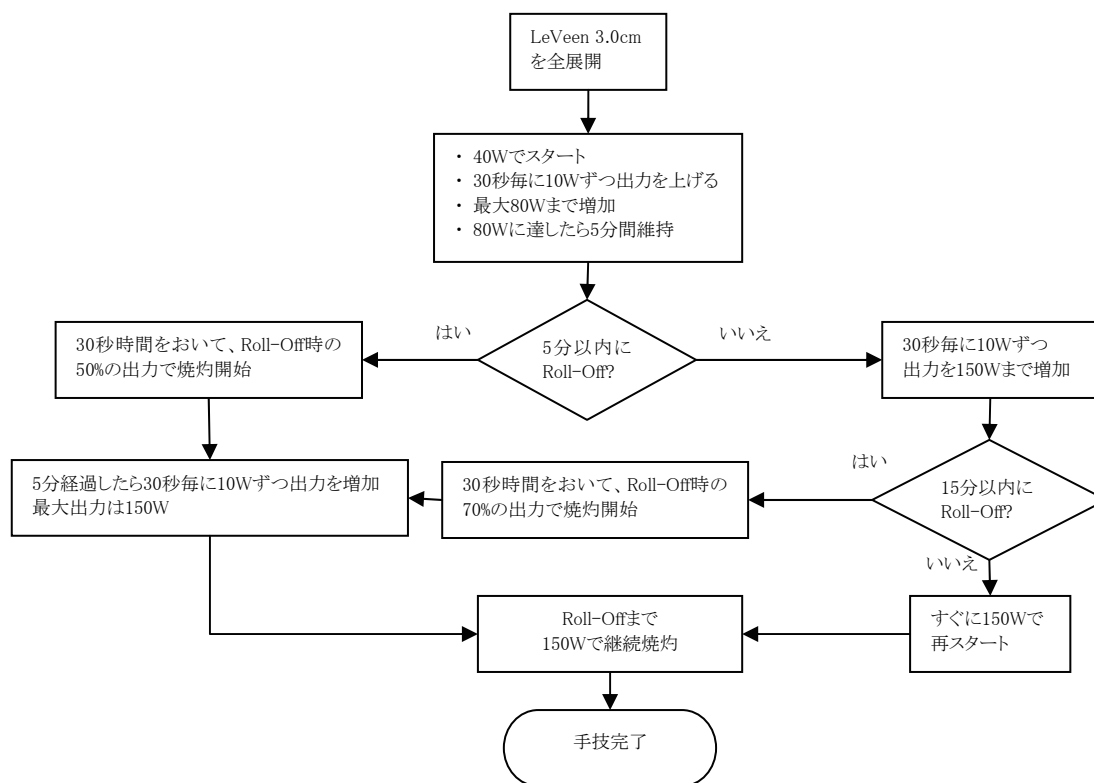 LeVeen 3.0cm
を全展開
・ 40Wでスタート
・ 30秒毎に10Wずつ出力を上げる
・ 最大80Wまで増加
・ 80Wに達したら5分間維持
はい
いいえ
5分以内に
Roll-Off?
30秒時間をおいて、Roll-Off時の
50%の出力で焼灼開始
30秒毎に10Wずつ
出力を150Wまで増加
5分経過したら30秒毎に10Wずつ出力を増加
最大出力は150W
はい
30秒時間をおいて、Roll-Off時の
70%の出力で焼灼開始
15分以内に
Roll-Off?
いいえ
Roll-Offまで
150Wで継続焼灼
すぐに150Wで
再スタート
手技完了